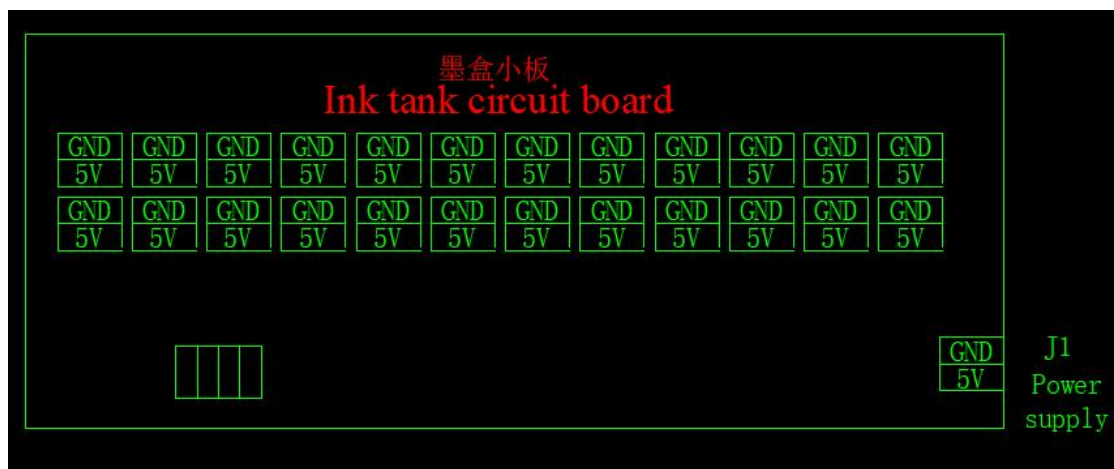 墨盒小板
Ink tank circuit board
GND GND GND GND GND GND GND GND GND GND GND GND
5V 5V 5V 5V 5V 5V 5V 5V 5V 5V 5V 5V
GND GND GND GND GND GND GND GND GND GND GND GND
5V 5V 5V 5V 5V 5V 5V 5V 5V 5V 5V 5V
GND J1
5V Power
supply